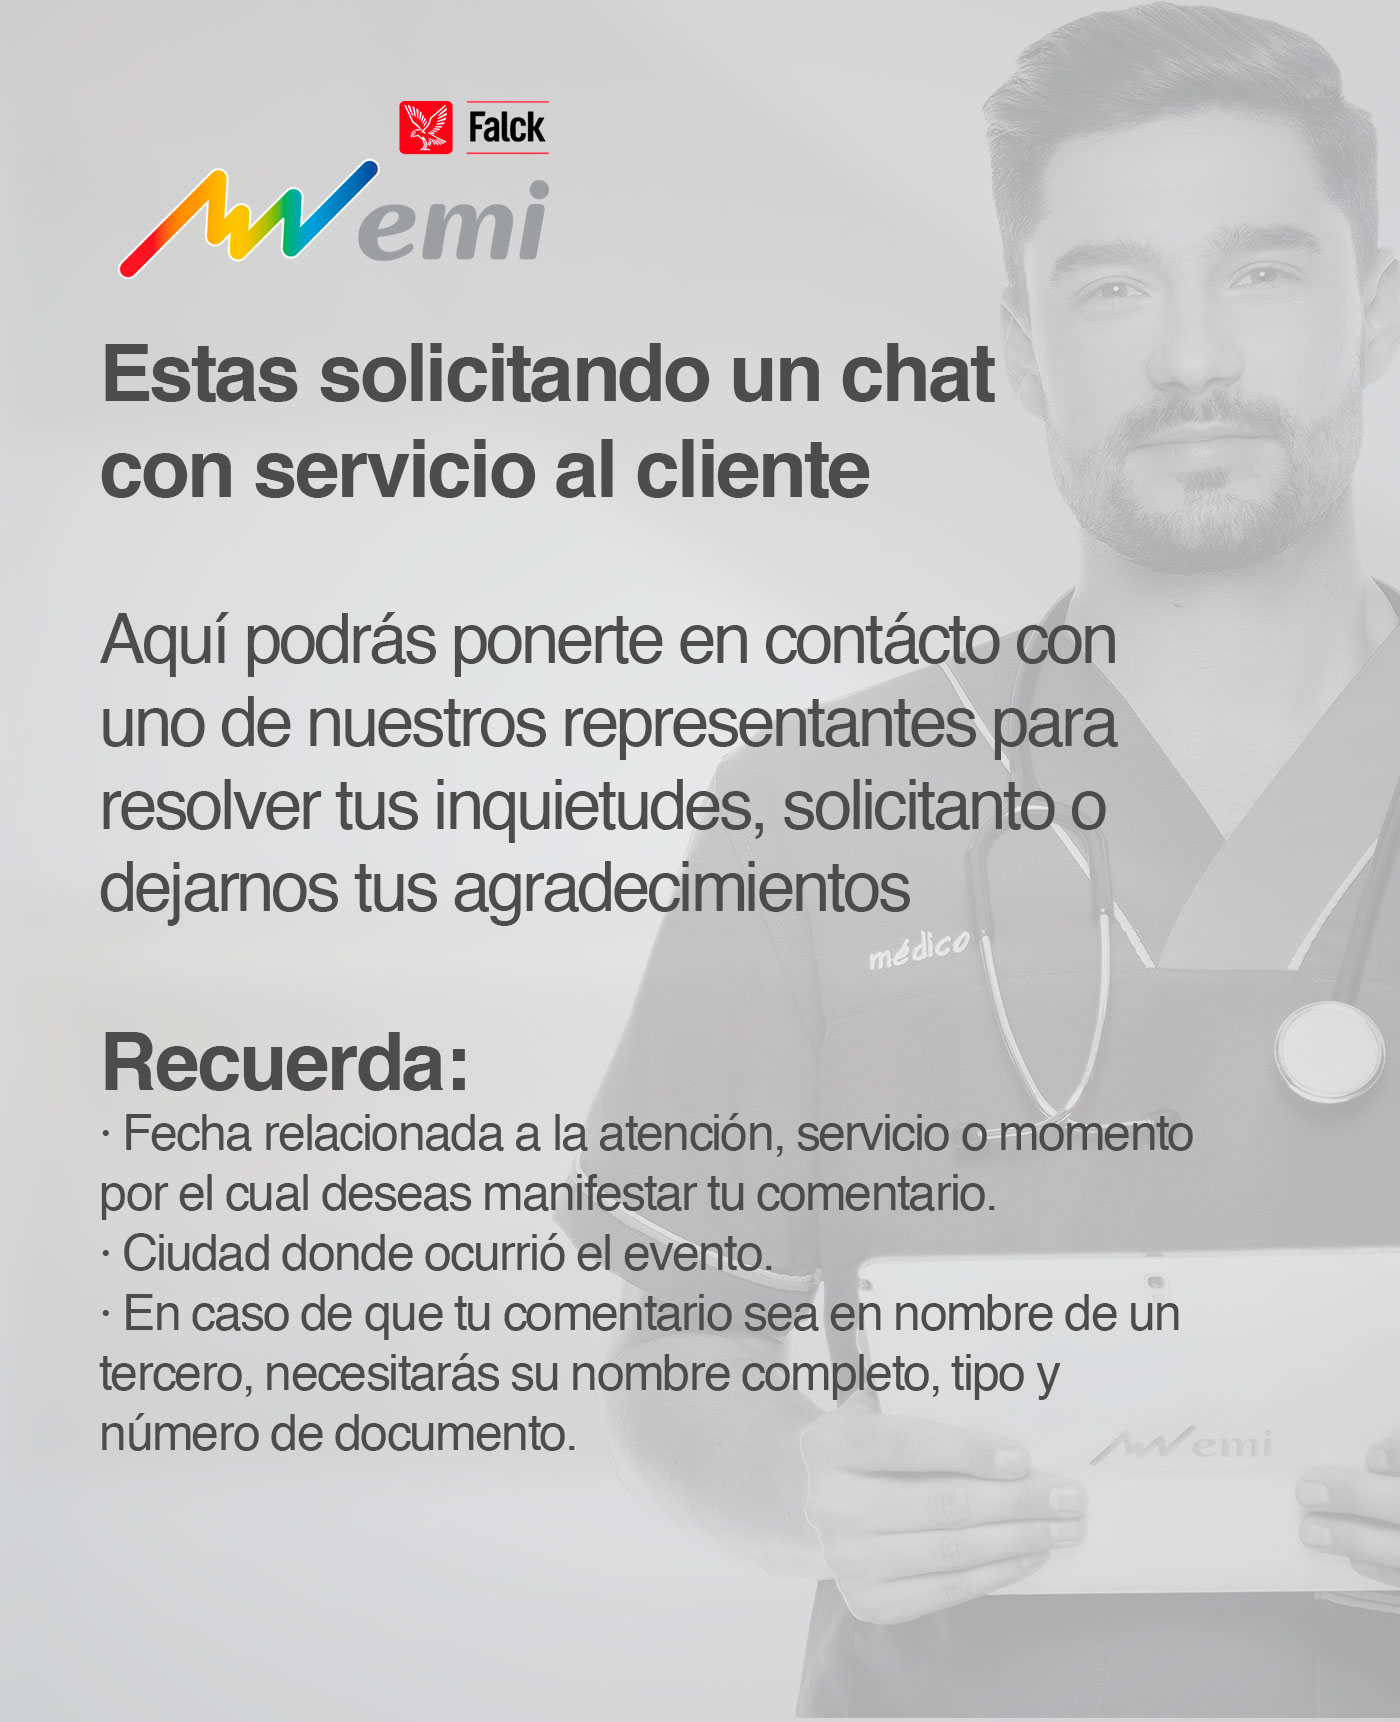 Falck
emi
Estas solicitando un chat
con servicio al cliente
Aquí podrás ponerte en contácto con
uno de nuestros representantes para
resolver tus inquietudes, solicitanto o
dejarnos tus agradecimientos
médico
Recuerda:
· Fecha relacionada a la atención, servicio o momento
por el cual deseas manifestar tu comentario.
· Ciudad donde ocurrió el evento.
· En caso de que tu comentario sea en nombre de un
tercero, necesitarás su nombre completo, tipo y
número de documento.
emi